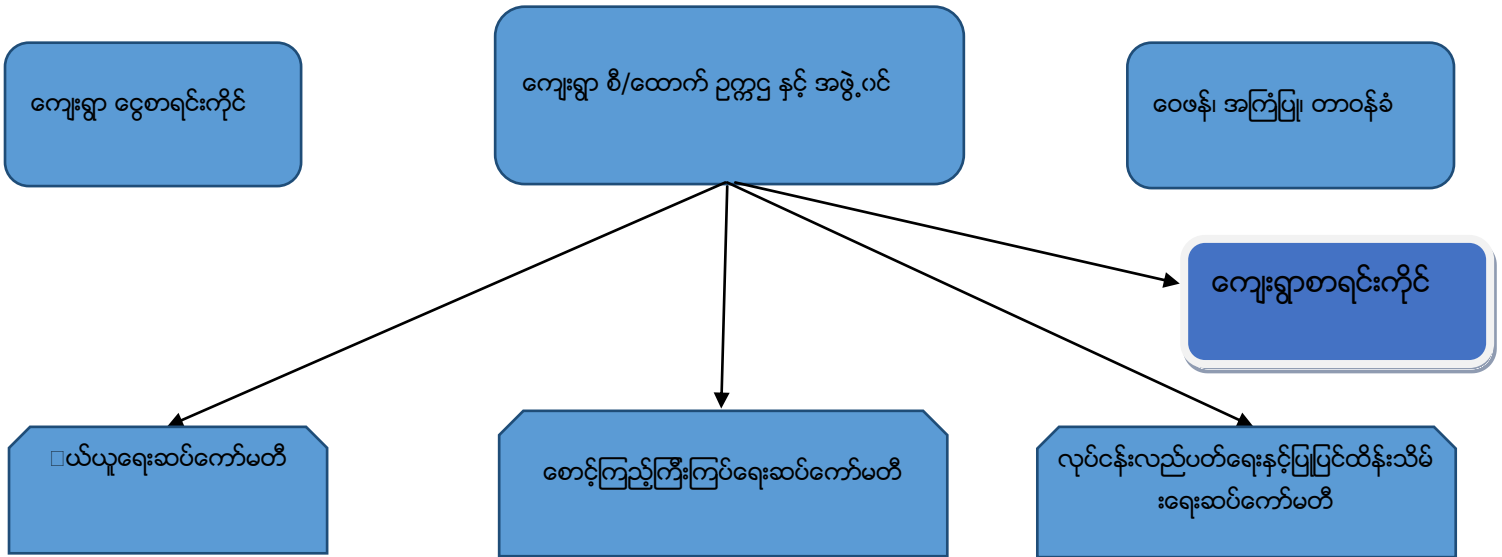 ကျေးရွာ ငွေစာရင်းကိုင်
ကျေးရွာ စီ/ထောက် ဥက္ကဌ နှင့် အဖွဲ့ဝင်
ဝေဖန်၊ အကြံပြု၊ တာဝန်ခံ
ကျေးရွာစာရင်းကိုင်
ယ်ယူရေးဆပ်ကော်မတီ
စောင့်ကြည့်ကြီးကြပ်ရေးဆပ်ကော်မတီ
လုပ်ငန်းလည်ပတ်ရေးနှင့်ပြုပြင်ထိန်းသိမ်
းရေးဆပ်ကော်မတီ